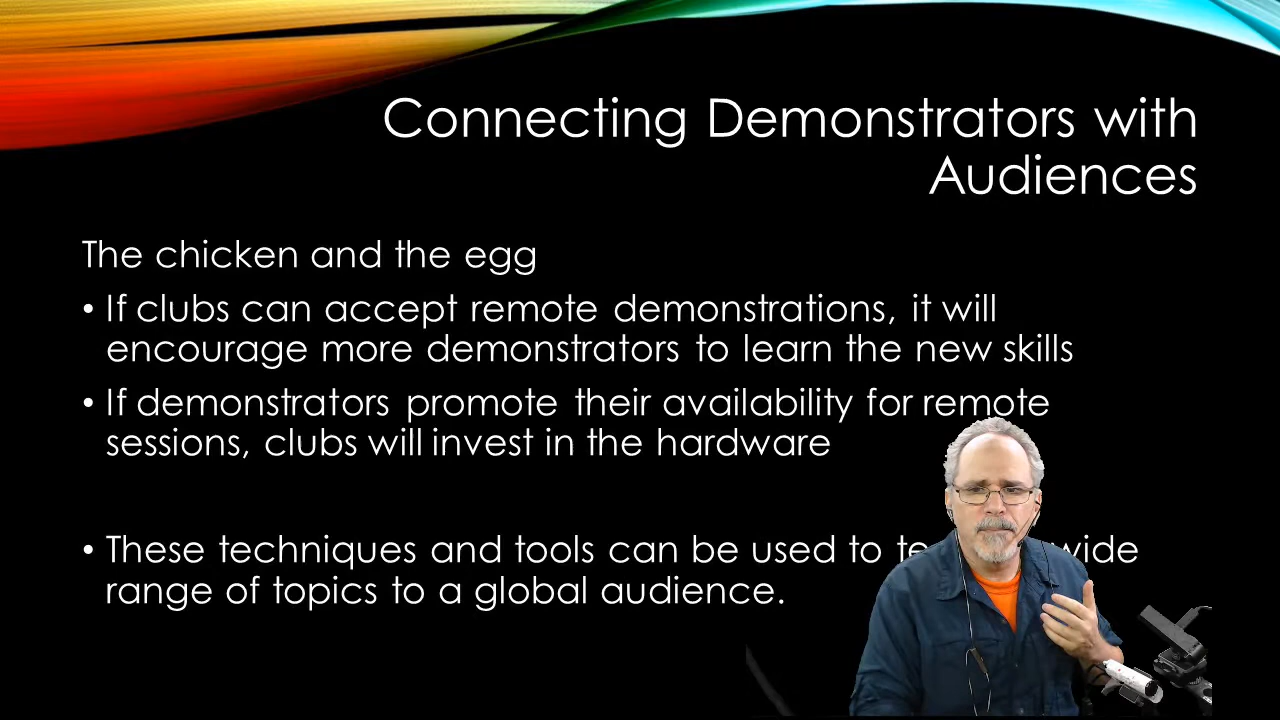 Connecting Demonstrators with
Audiences
The chicken and the egg
• If clubs can accept remote demonstrations, it will
encourage more demonstrators to learn the new skills
• If demonstrators promote their availability for remote
sessions, clubs will invest in the hardware
• These techniques and tools can be used to wide
range of topics to a global audience.